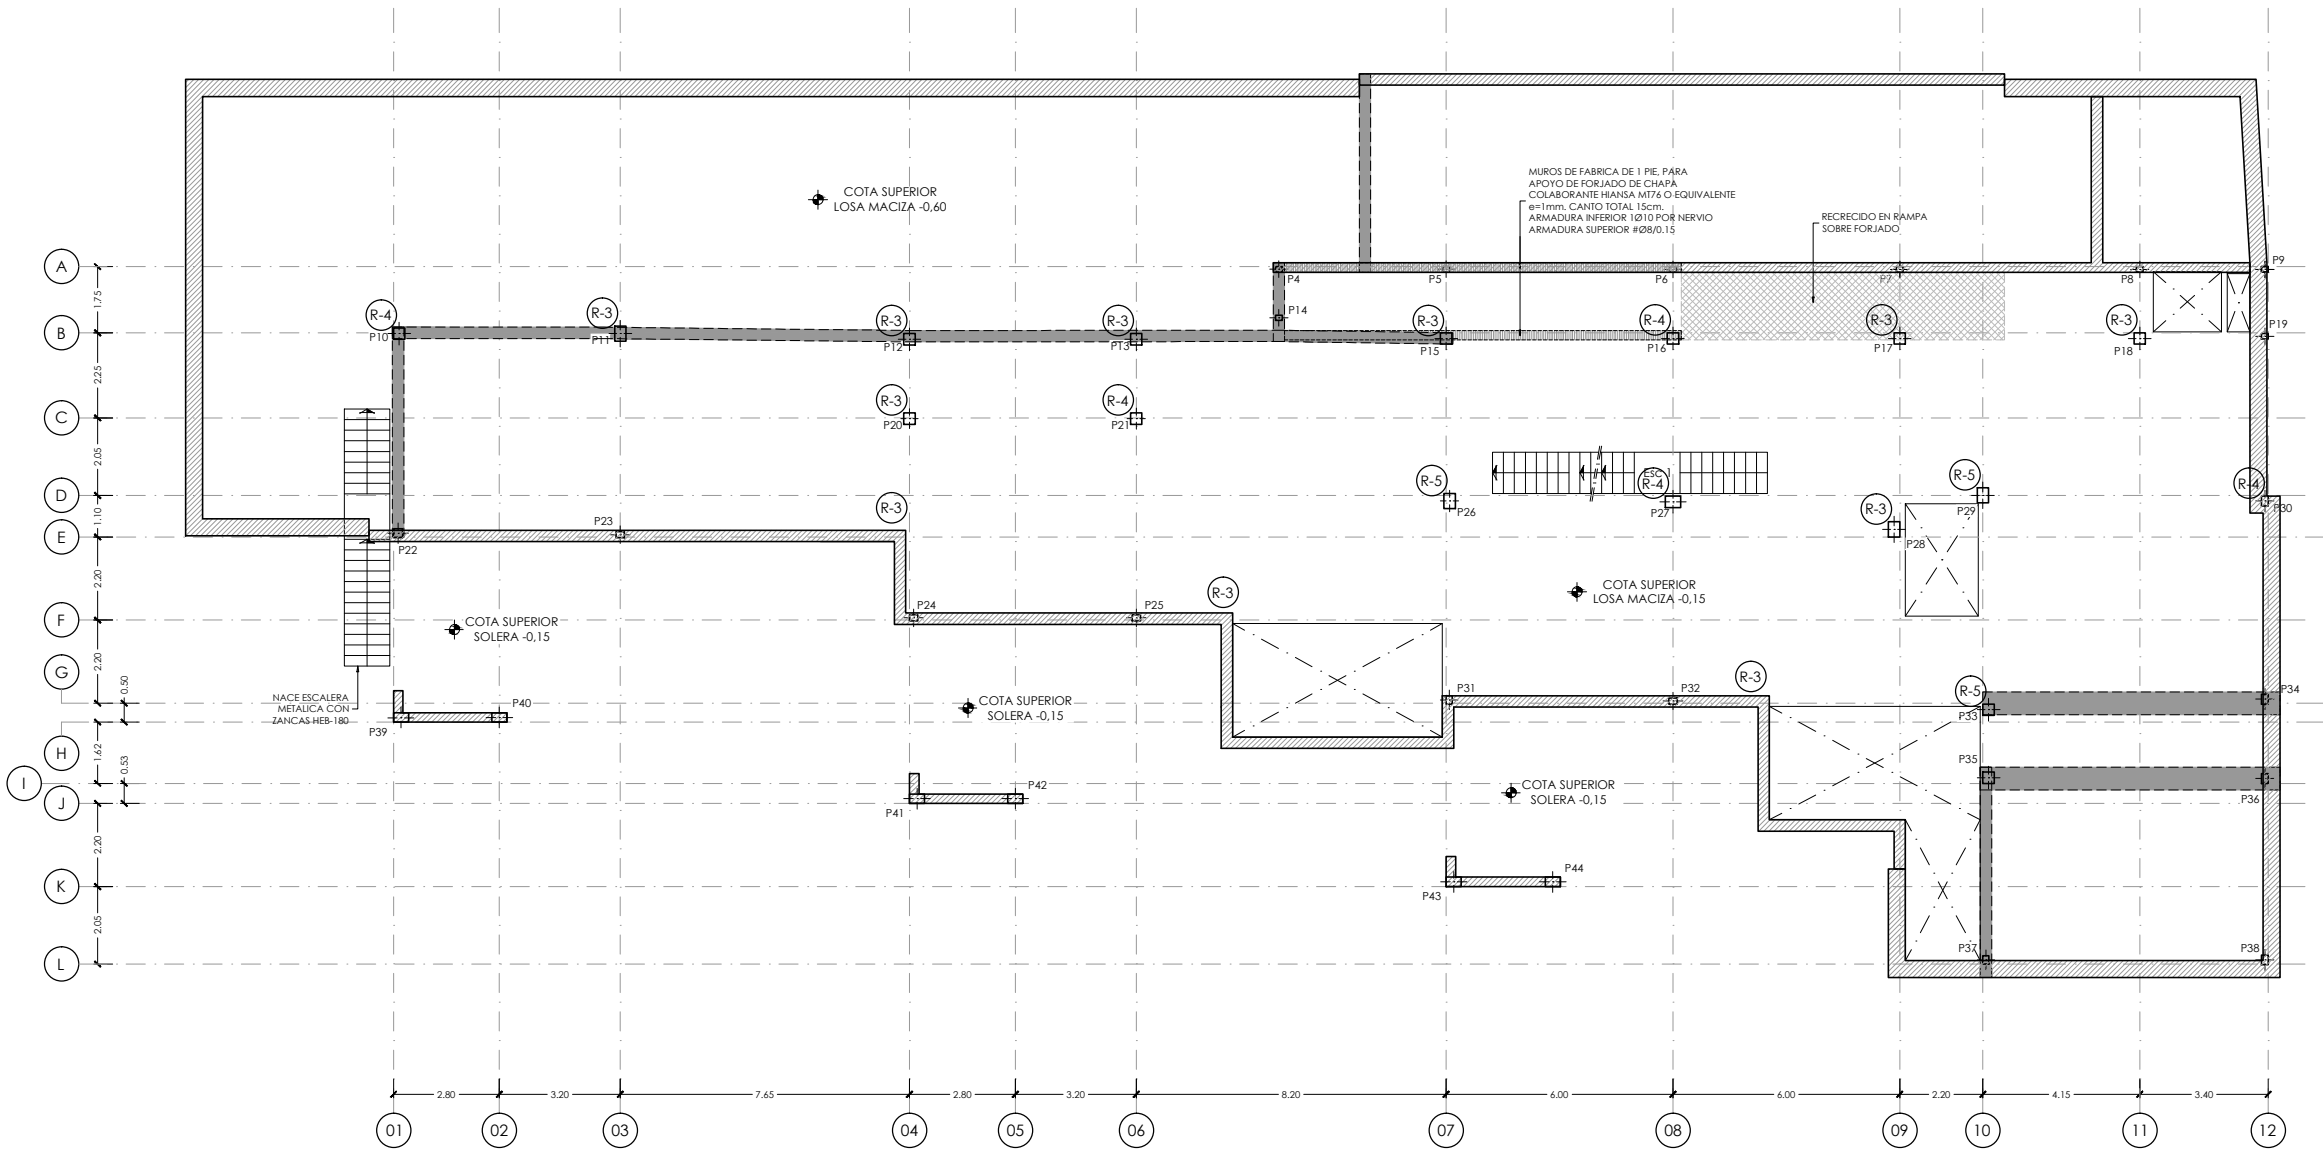 COTA SUPERIOR
LOSA MACIZA -0,60
MUROS DE FABRICA DE 1 PIE, PARA
APOYO DE FORJADO DE CHAPA
COLABORANTE HIANSA MT76 O EQUIVALENTE
e=1mm. CANTO TOTAL 15cm.
ARMADURA INFERIOR 1Ø10 POR NERVIO
ARMADURA SUPERIOR #Ø8/0.15
RECRECIDO EN RAMPA
SOBRE FORJADO
A
P4
P5
P6
P7
P8
P9
1.75
R-4
R-3
R-3
R-3
P14
R-3
R-4
R-3
R-3
P19
B
P10
P11
P12
P13
P15
P16
P17
P18
2.25
R-3
R-4
C
P20
P21
2.05
Esc.1
R-5
R-4
R-5
R-4
D
P26
P27
P29
P30
1.10
R-3
R-3
P23
E
P22
P28
2.20
R-3
COTA SUPERIOR
LOSA MACIZA -0,15
F
P24
P25
COTA SUPERIOR
SOLERA -0,15
2.20
0.50
G
R-3
R-5
P31
P32
P33
P34
NACE ESCALERA
METALICA CON
ZANCAS HEB-180
P40
P39
COTA SUPERIOR
SOLERA -0,15
H
1.62
0.53
P35
I
P42
COTA SUPERIOR
SOLERA -0,15
P36
J
P41
2.20
P44
K
P43
2.05
P37
P38
L
2.80
3.20
7.65
2.80
3.20
8.20
6.00
6.00
2.20
4.15
3.40
01
02
03
04
05
06
07
08
09
10
11
12